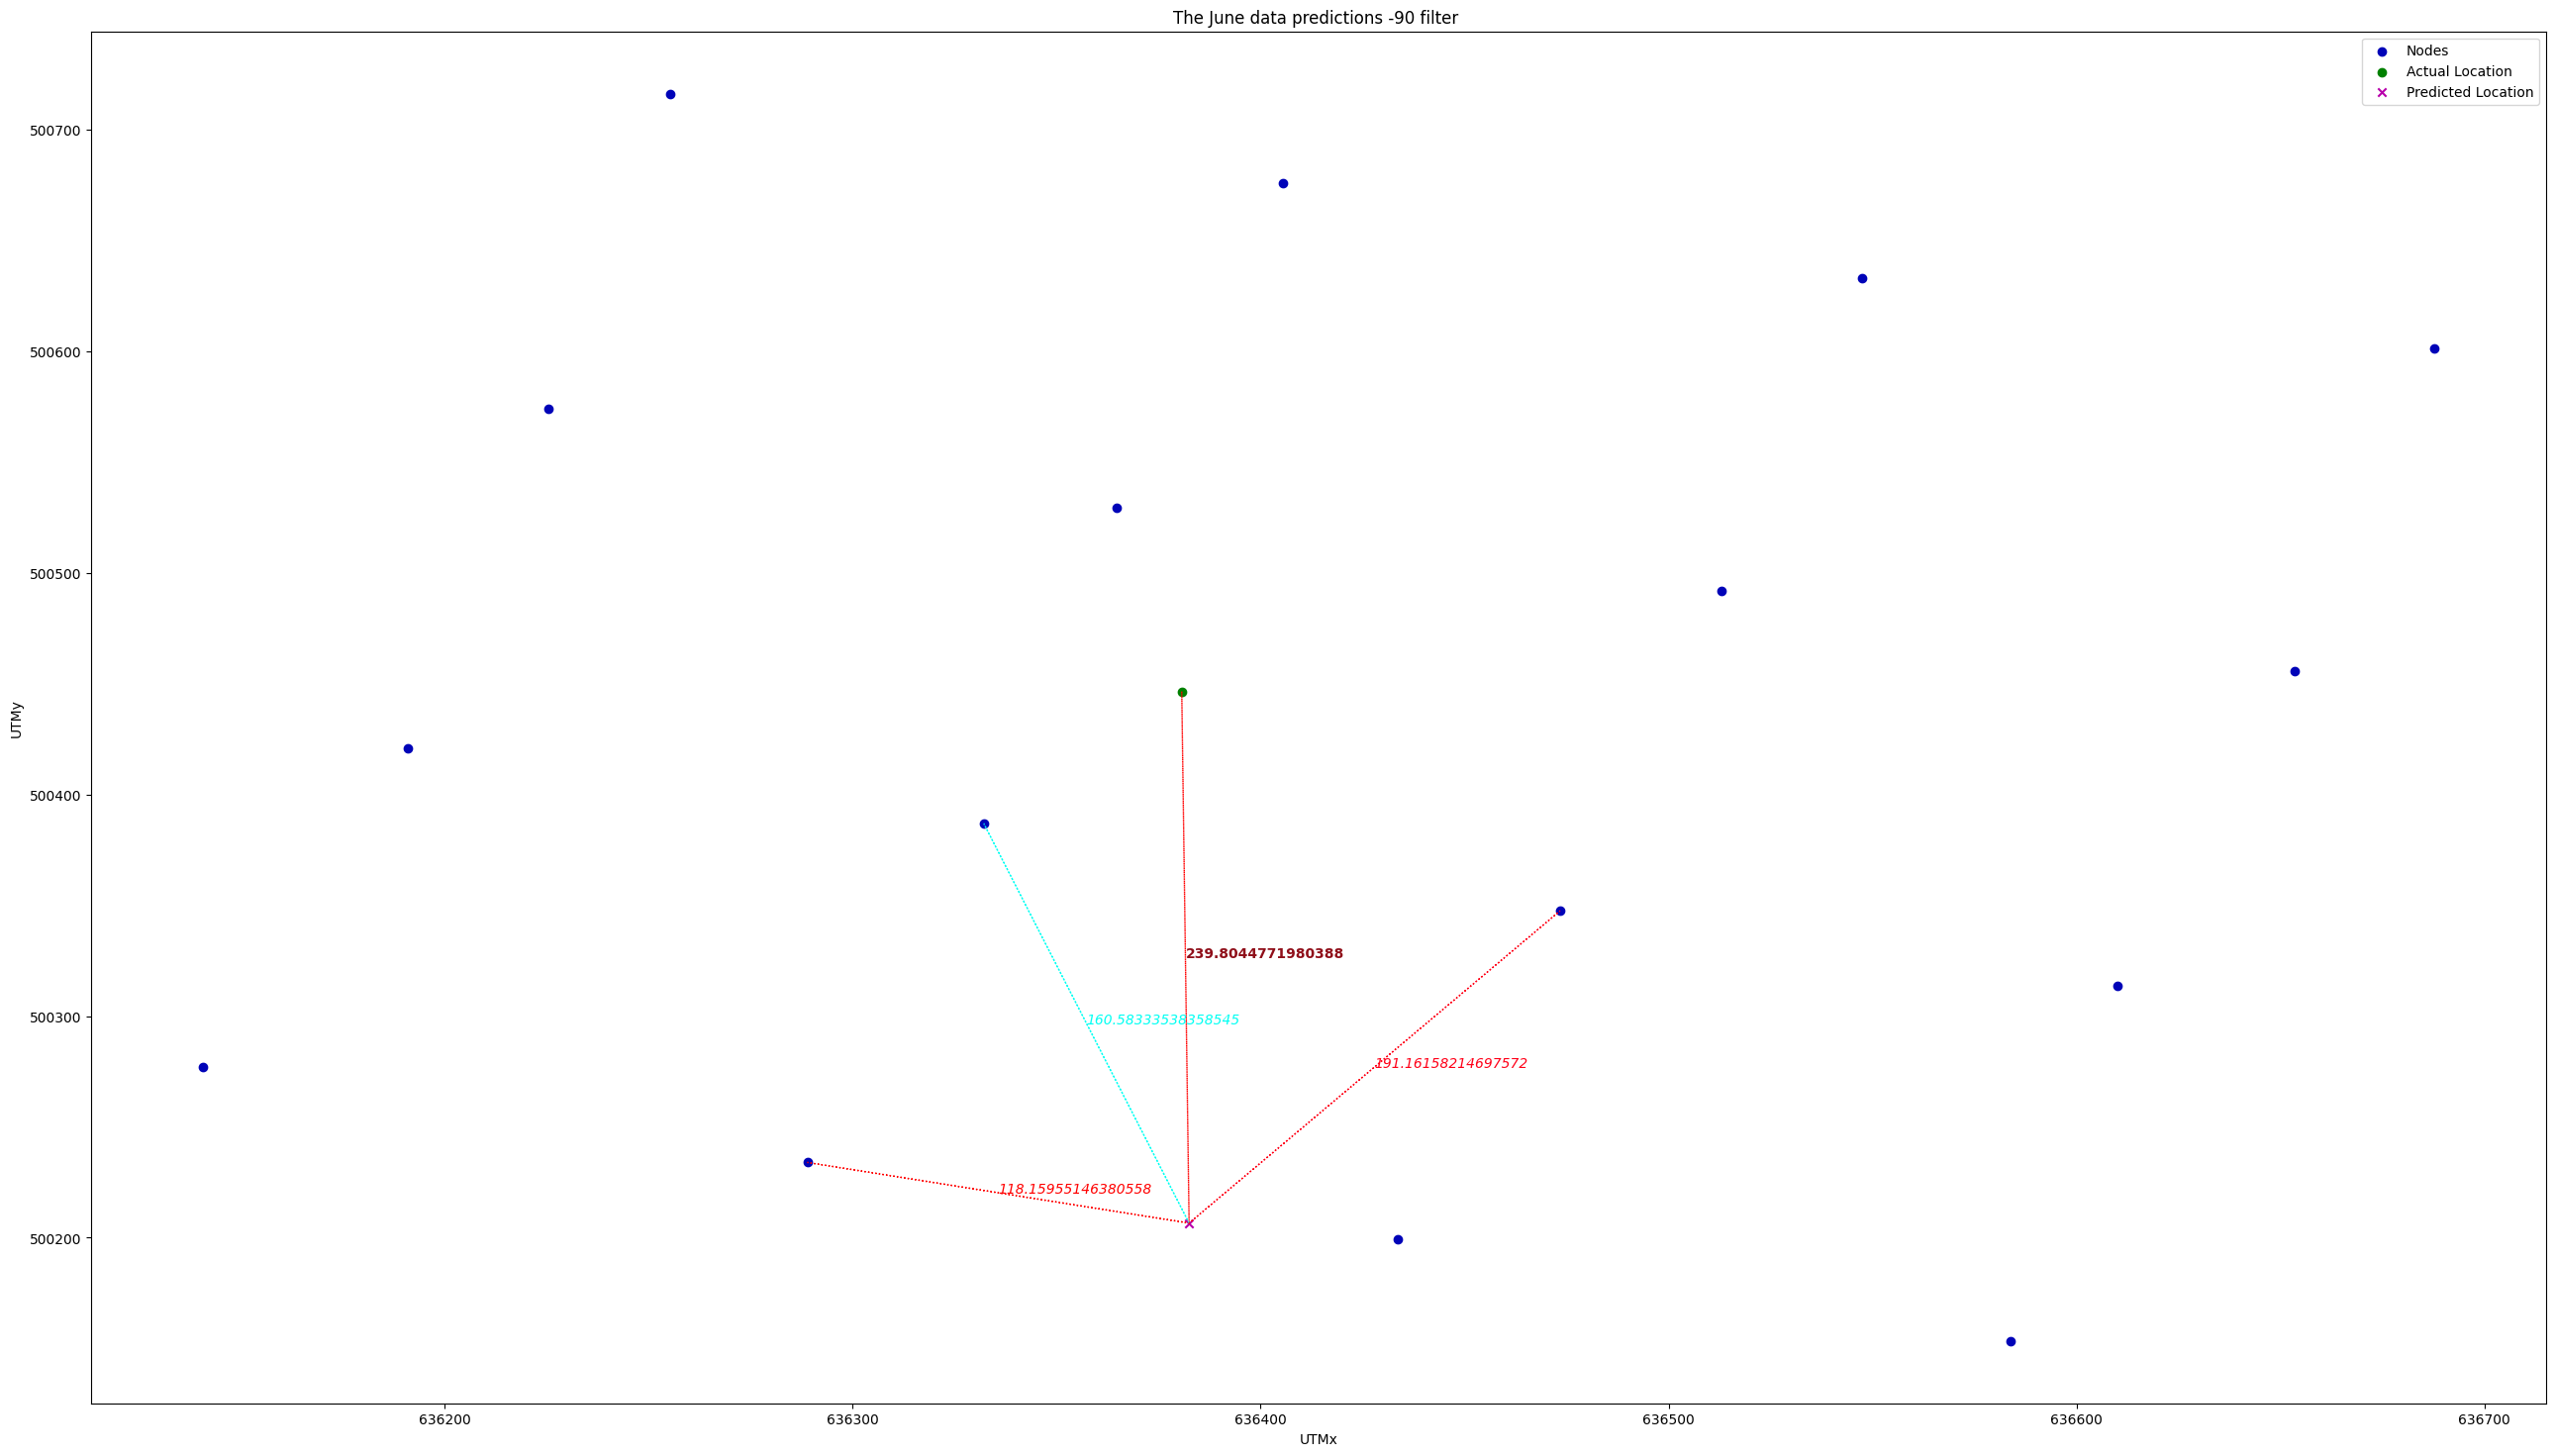 The June data predictions -90 filter
Nodes
Actual Location
Predicted Location
500700
500600
500500
UTMy
500400
239.8044771980388
500300
160.58333538358545
191.16158214697572
118.15955146380558
500200
636200
636300
636400
636500
636600
636700
UTMx